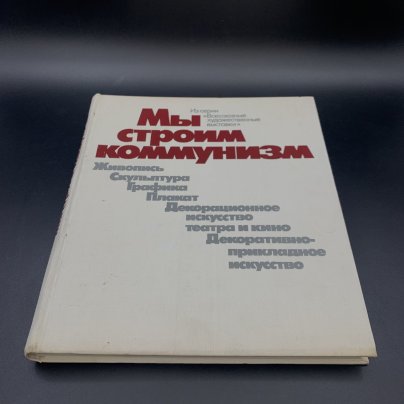 Из серии
«Всесоюзные
художественные
выставки»
Мы
строим
коммунизм
Живопись
Скульптура
Графика
Плакат
Декорационное
искусство
театра и кино
Декоративно-
прикладное
искусство